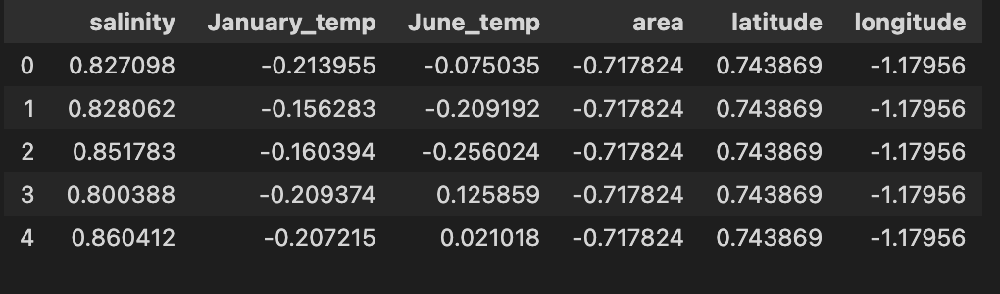 salinity January_temp June_temp area latitude longitude
0 0.827098 -0.213955 -0.075035 -0.717824 0.743869 -1.17956
1 0.828062 -0.156283 -0.209192 -0.717824 0.743869 -1.17956
2 0.851783 -0.160394 -0.256024 -0.717824 0.743869 -1.17956
3 0.800388 -0.209374 0.125859 -0.717824 0.743869 -1.17956
4 0.860412 -0.207215 0.021018 -0.717824 0.743869 -1.17956